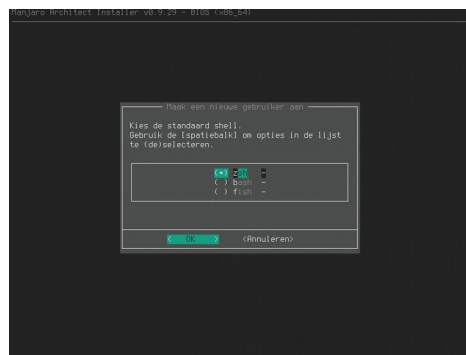 Manjaro Architect Installer v0.9.29 - BIOS (x86_64)
Maak een nieuwe gebruiker aan
Kies de standaard shell.
Gebruik de [spatiebalk] om opties in de lijst
te (de)selecteren.
(*) zsh -
( ) bash -
( ) fish -
< OK > <Annuleren>